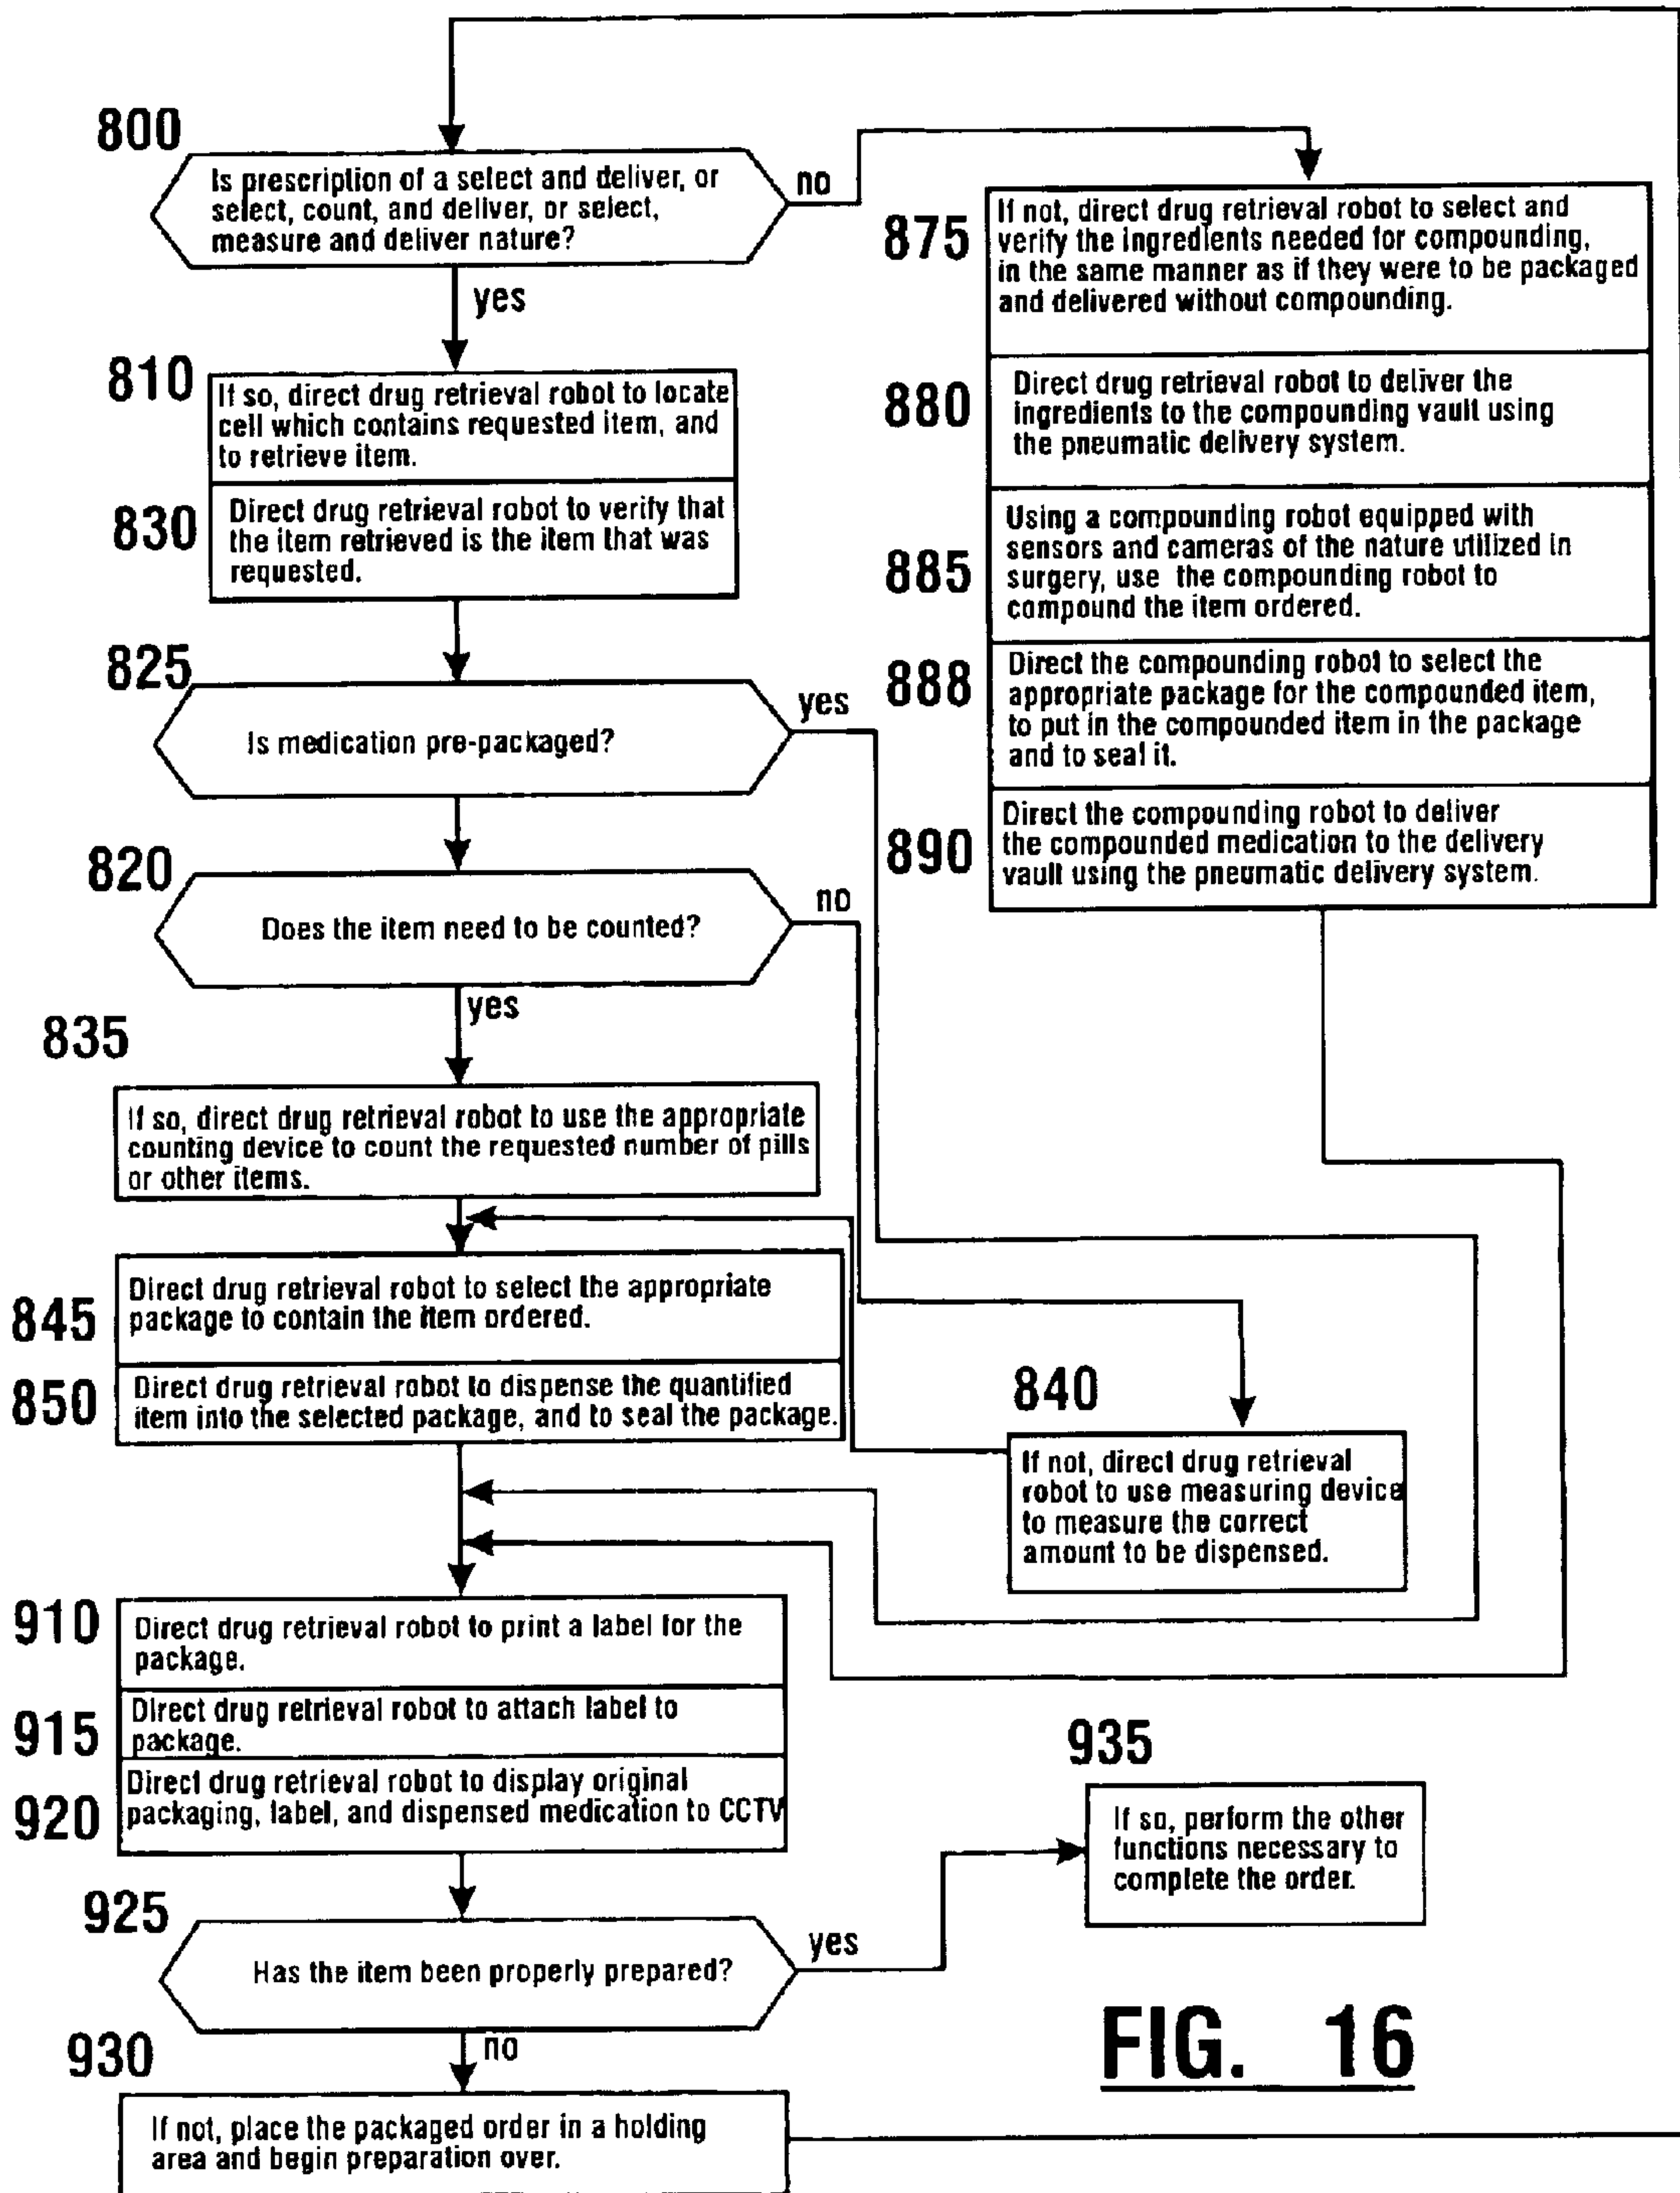 800
Is prescription of a select and deliver, or
select, count, and deliver, or select,
measure and deliver nature?
no
yes
810
If so, direct drug retrieval robot to locate
cell which contains requested item, and
to retrieve item.
830
Direct drug retrieval robot to verify that
the item retrieved is the item that was
requested.
825
Is medication pre-packaged?
yes
820
Does the item need to be counted?
no
yes
835
If so, direct drug retrieval robot to use the appropriate
counting device to count the requested number of pills
or other items.
845
Direct drug retrieval robot to select the appropriate
package to contain the item ordered.
850
Direct drug retrieval robot to dispense the quantified
item into the selected package, and to seal the package.
875
If not, direct drug retrieval robot to select and
verify the ingredients needed for compounding,
in the same manner as if they were to be packaged
and delivered without compounding.
880
Direct drug retrieval robot to deliver the
ingredients to the compounding vault using
the pneumatic delivery system.
885
Using a compounding robot equipped with
sensors and cameras of the nature utilized in
surgery, use the compounding robot to
compound the item ordered.
888
Direct the compounding robot to select the
appropriate package for the compounded item,
to put in the compounded item in the package
and to seal it.
890
Direct the compounding robot to deliver
the compounded medication to the delivery
vault using the pneumatic delivery system.
840
If not, direct drug retrieval
robot to use measuring device
to measure the correct
amount to be dispensed.
910
Direct drug retrieval robot to print a label for the
package.
915
Direct drug retrieval robot to attach label to
package.
920
Direct drug retrieval robot to display original
packaging, label, and dispensed medication to CCTV
925
Has the item been properly prepared?
yes
no
935
If so, perform the other
functions necessary to
complete the order.
930
If not, place the packaged order in a holding
area and begin preparation over.
FIG. 16